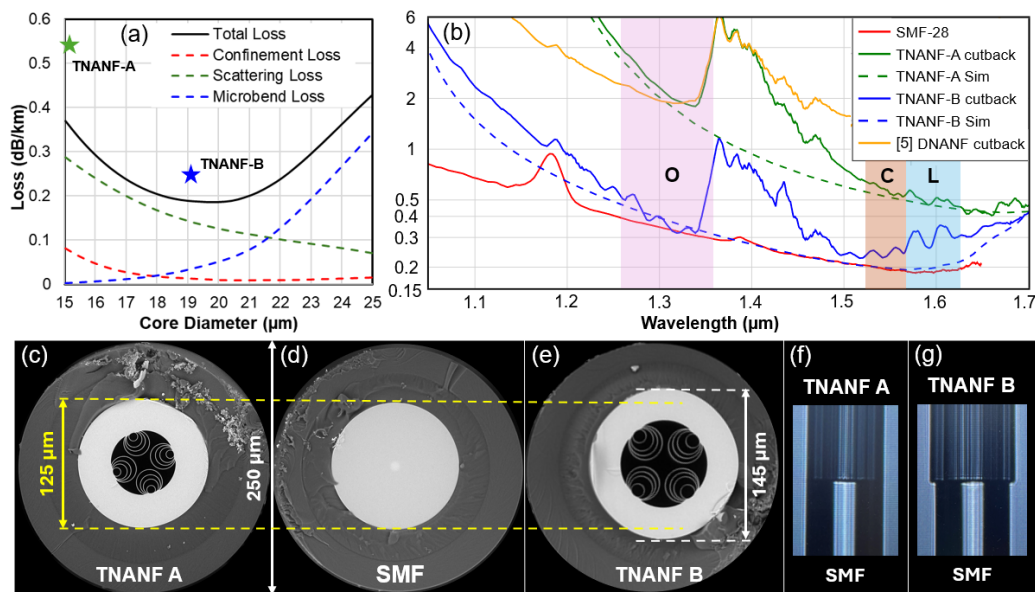 (a)
0.6
0.5
0.4
0.3
0.2
0.1
0
Loss (dB/km)
15 16 17 18 19 20 21 22 23 24 25
Core Diameter (µm)
TNANF-A
TNANF-B
Total Loss
Confinement Loss
Scattering Loss
Microbend Loss
(b)
6
4
2
1
0.5
0.4
0.3
0.2
0.15
1.1 1.2 1.3 1.4 1.5 1.6 1.7
Wavelength (µm)
O
C
L
SMF-28
TNANF-A cutback
TNANF-A Sim
TNANF-B cutback
TNANF-B Sim
[5] DNANF cutback
(c)
125 µm
TNANF A
250 µm
(d)
SMF
(e)
145 µm
TNANF B
(f)
TNANF A
SMF
(g)
TNANF B
SMF